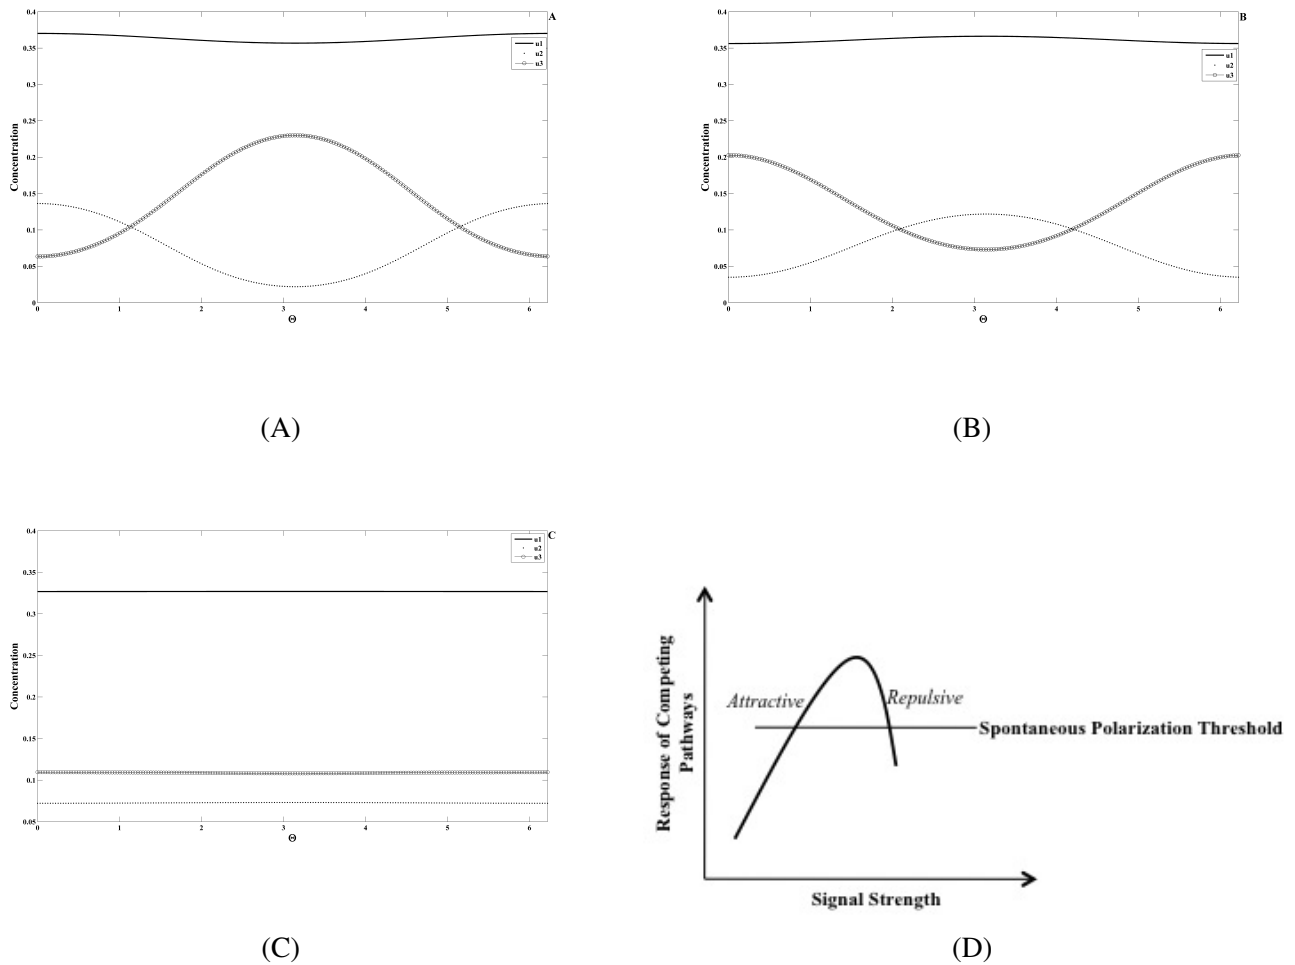 A
0.4
0.35
0.3
0.25
0.2
0.15
0.1
0.05
0
Concentration
u1
u2
u3
0 1 2 3 4 5 6
Θ
(A)
B
0.4
0.35
0.3
0.25
0.2
0.15
0.1
0.05
0
Concentration
u1
u2
u3
0 1 2 3 4 5 6
Θ
(B)
C
0.4
0.35
0.3
0.25
0.2
0.15
0.1
0.05
Concentration
u1
u2
u3
0 1 2 3 4 5 6
Θ
(C)
Response of Competing
Pathways
Attractive
Repulsive
Spontaneous Polarization Threshold
Signal Strength
(D)